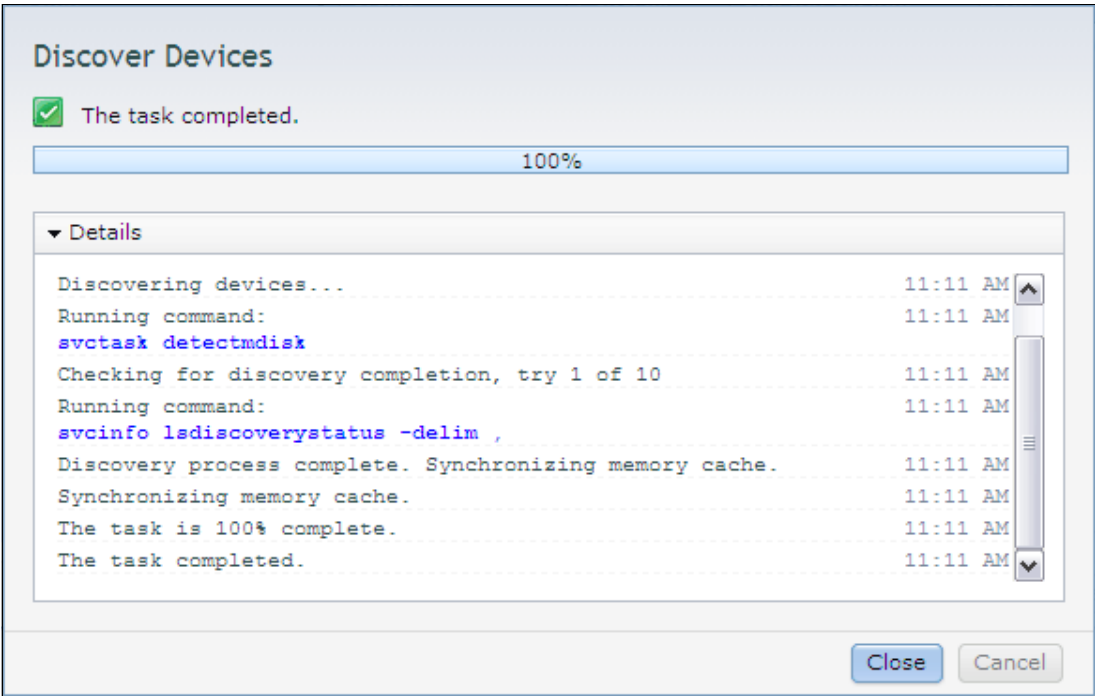 Discover Devices
The task completed.
100%
Details
Discovering devices... 11:11 AM
Running command: 11:11 AM
svctask detectmdisk
Checking for discovery completion, try 1 of 10 11:11 AM
Running command: 11:11 AM
svcinfo lsdiscoverystatus -delim ,
Discovery process complete. Synchronizing memory cache. 11:11 AM
Synchronizing memory cache. 11:11 AM
The task is 100% complete. 11:11 AM
The task completed. 11:11 AM
Close Cancel